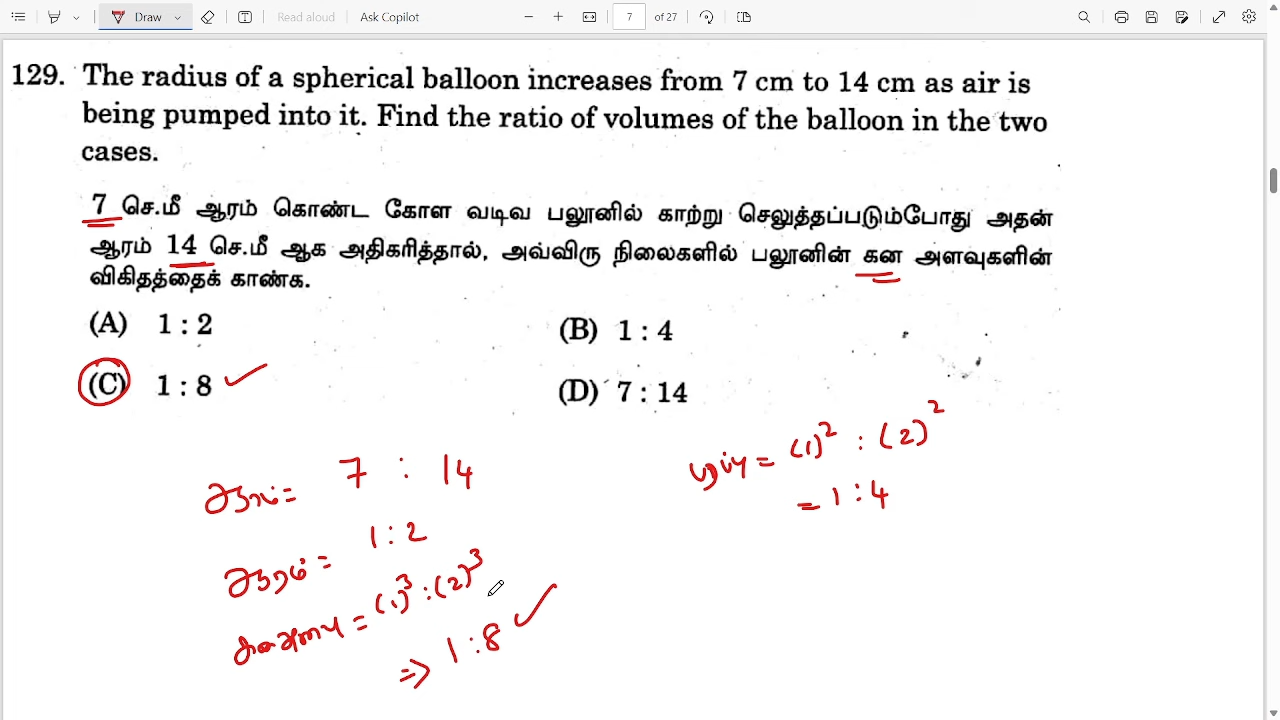 Draw
Read aloud
Ask Copilot
7
of 27
129. The radius of a spherical balloon increases from 7 cm to 14 cm as air is
being pumped into it. Find the ratio of volumes of the balloon in the two
cases.
7 செ.மீ ஆரம் கொண்ட கோள வடிவ பலூனில் காற்று செலுத்தப்படும்போது அதன்
ஆரம் 14 செ.மீ ஆக அதிகரித்தால், அவ்விரு நிலைகளில் பலூனின் கன அளவுகளின்
விகிதத்தைக் காண்க.
(A) 1 : 2
(B) 1 : 4
(C) 1 : 8
(D) 7 : 14
ஆரம் = 7 : 14
ஆரம் = 1 : 2
கனஅளவு = (1)³ : (2)³
⇒ 1 : 8
பரப்பு = (1)² : (2)²
= 1 : 4